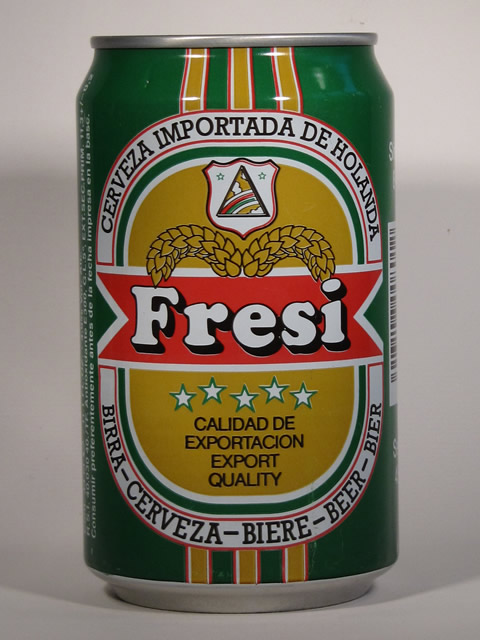 CERVEZA IMPORTADA DE HOLANDA
Fresi
CALIDAD DE
EXPORTACION
EXPORT
QUALITY
BIRRA-CERVEZA-BIERE-BEER-BIER
Consumir preferentemente antes de la fecha impresa en la base.